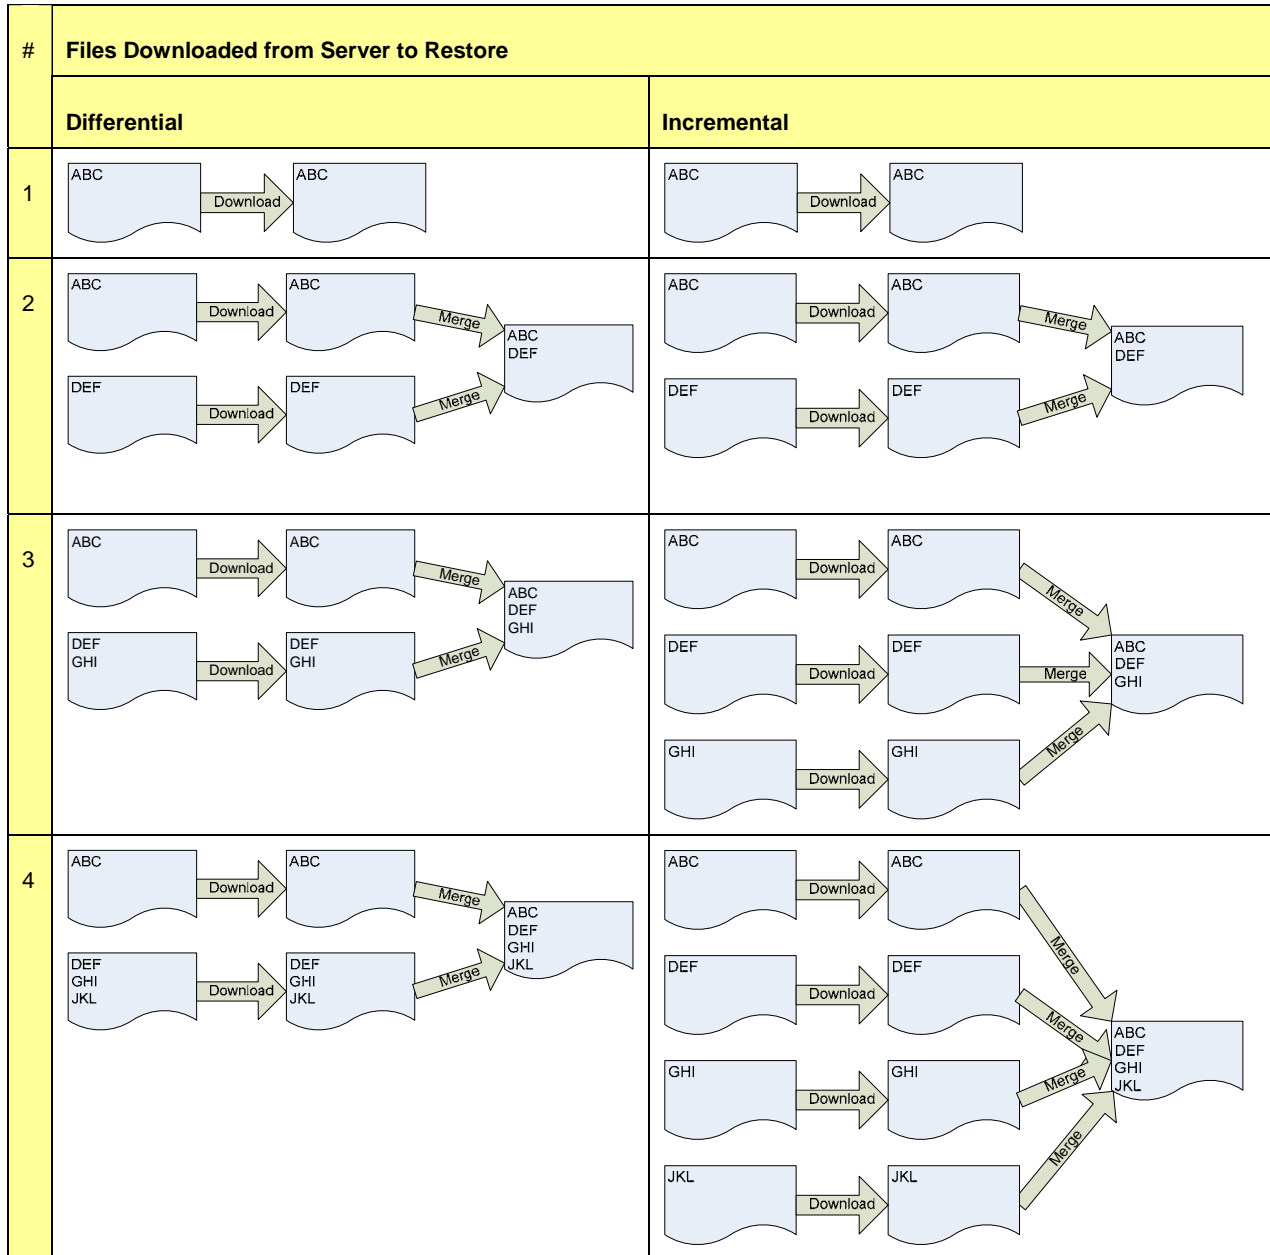 #
Files Downloaded from Server to Restore
Differential
Incremental
1
ABC
Download
ABC
ABC
Download
ABC
2
ABC
Download
ABC
Merge
ABC
DEF
DEF
Download
DEF
Merge
ABC
Download
ABC
Merge
ABC
DEF
DEF
Download
DEF
Merge
3
ABC
Download
ABC
Merge
ABC
DEF
GHI
DEF
GHI
Download
DEF
GHI
Merge
ABC
Download
ABC
Merge
DEF
Download
DEF
Merge
ABC
DEF
GHI
GHI
Download
GHI
Merge
4
ABC
Download
ABC
Merge
ABC
DEF
GHI
JKL
DEF
GHI
JKL
Download
DEF
GHI
JKL
Merge
ABC
Download
ABC
Merge
DEF
Download
DEF
Merge
ABC
DEF
GHI
JKL
GHI
Download
GHI
Merge
JKL
Download
JKL
Merge